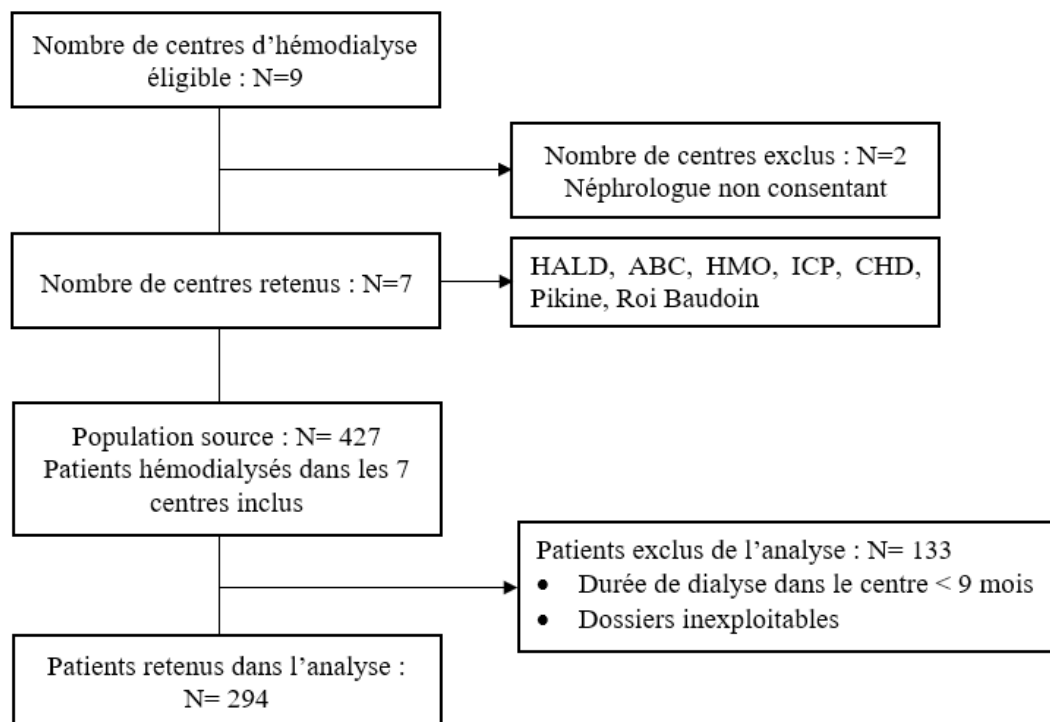 Nombre de centres d’hémodialyse
éligible : N=9
Nombre de centres exclus : N=2
Néphrologue non consentant
Nombre de centres retenus : N=7
HALD, ABC, HMO, ICP, CHD,
Pikine, Roi Baudoin
Population source : N= 427
Patients hémodialysés dans les 7
centres inclus
Patients exclus de l’analyse : N= 133
• Durée de dialyse dans le centre < 9 mois
• Dossiers inexploitables
Patients retenus dans l’analyse :
N= 294